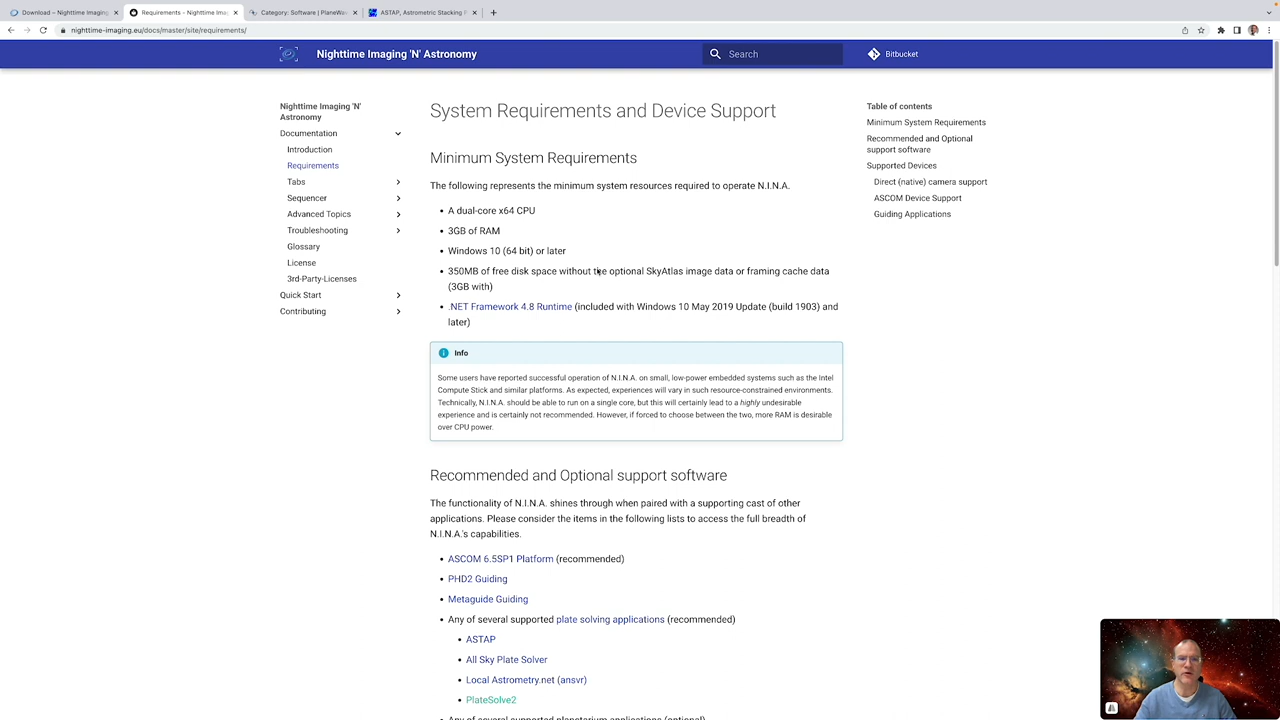 Download – Nighttime Imaging
Requirements - Nighttime Ima
Category: Software | PlaneWa
ASTAP, Astrometric Stacking P
nighttime-imaging.eu/docs/master/site/requirements/
Nighttime Imaging 'N' Astronomy
Search
Bitbucket
Nighttime Imaging 'N'
Astronomy
Documentation
Introduction
Requirements
Tabs
Sequencer
Advanced Topics
Troubleshooting
Glossary
License
3rd-Party-Licenses
Quick Start
Contributing
System Requirements and Device Support
Minimum System Requirements
The following represents the minimum system resources required to operate N.I.N.A.
• A dual-core x64 CPU
• 3GB of RAM
• Windows 10 (64 bit) or later
• 350MB of free disk space without the optional SkyAtlas image data or framing cache data
(3GB with)
• .NET Framework 4.8 Runtime (included with Windows 10 May 2019 Update (build 1903) and
later)
Info
Some users have reported successful operation of N.I.N.A. on small, low-power embedded systems such as the Intel
Compute Stick and similar platforms. As expected, experiences will vary in such resource-constrained environments.
Technically, N.I.N.A. should be able to run on a single core, but this will certainly lead to a highly undesirable
experience and is certainly not recommended. However, if forced to choose between the two, more RAM is desirable
over CPU power.
Recommended and Optional support software
The functionality of N.I.N.A. shines through when paired with a supporting cast of other
applications. Please consider the items in the following lists to access the full breadth of
N.I.N.A.'s capabilities.
• ASCOM 6.5SP1 Platform (recommended)
• PHD2 Guiding
• Metaguide Guiding
• Any of several supported plate solving applications (recommended)
• ASTAP
• All Sky Plate Solver
• Local Astrometry.net (ansvr)
• PlateSolve2
• Any of several supported planetarium applications (optional)
Table of contents
Minimum System Requirements
Recommended and Optional
support software
Supported Devices
Direct (native) camera support
ASCOM Device Support
Guiding Applications